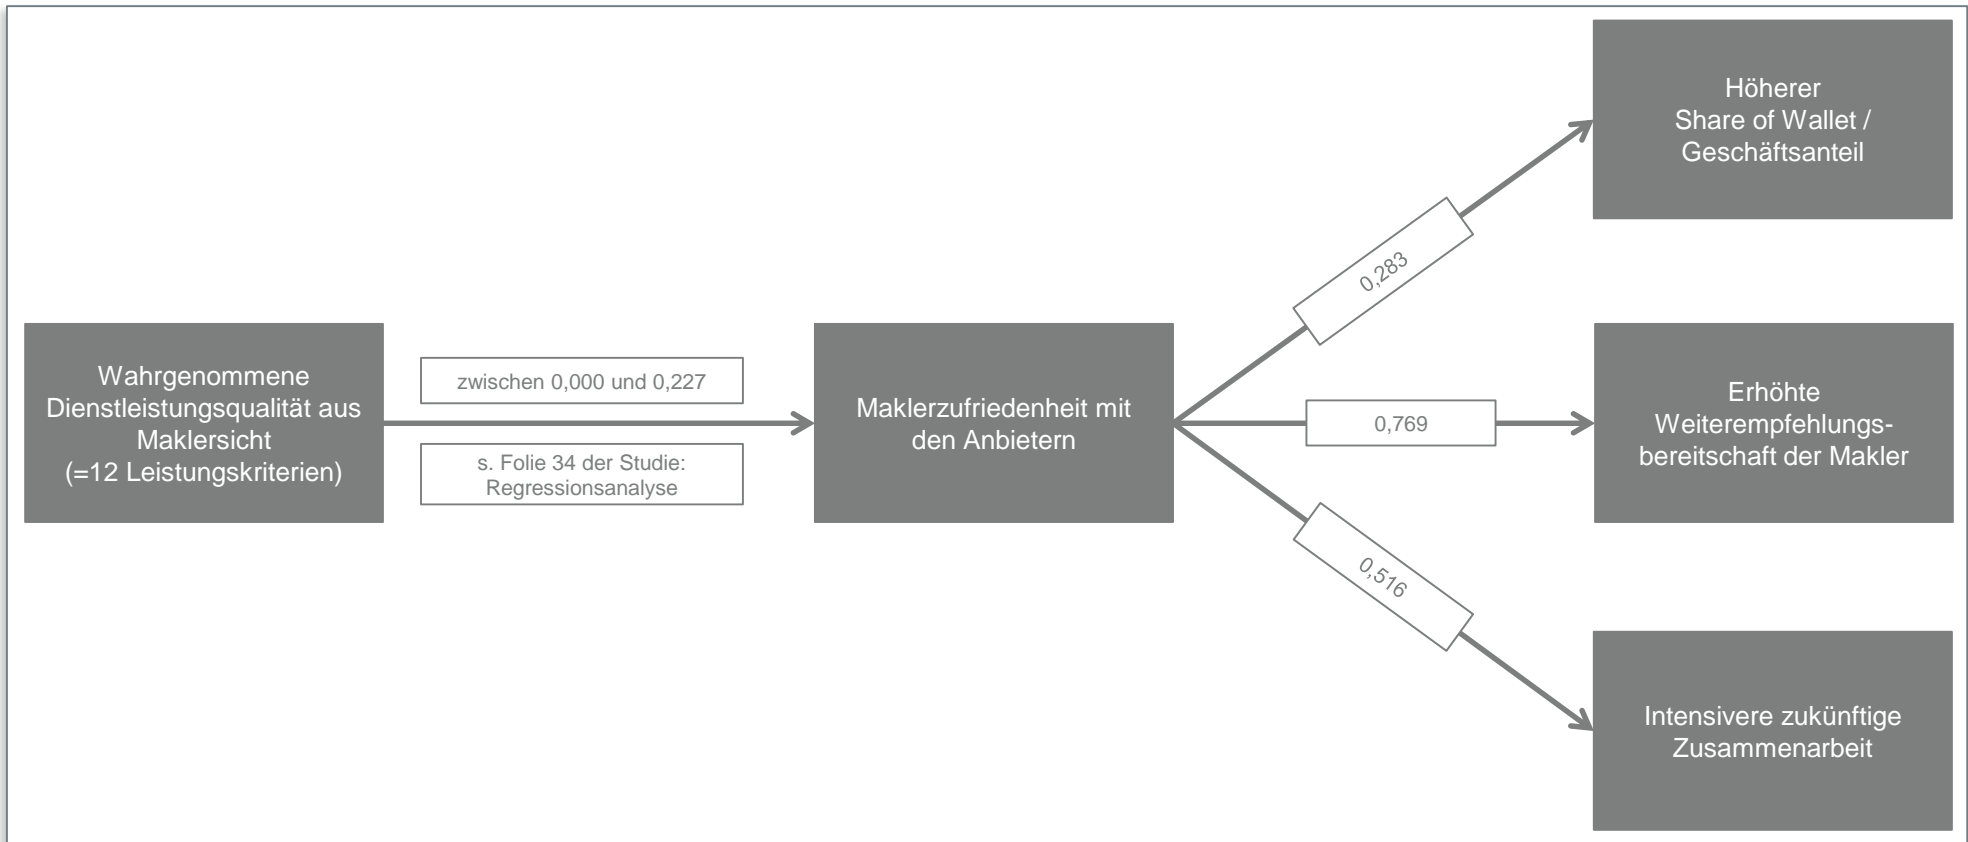 Wahrgenommene
Dienstleistungsqualität aus
Maklersicht
(=12 Leistungskriterien)
zwischen 0,000 und 0,227
s. Folie 34 der Studie:
Regressionsanalyse
Maklerzufriedenheit mit
den Anbietern
0,283
0,769
0,516
Höherer
Share of Wallet /
Geschäftsanteil
Erhöhte
Weiterempfehlungs-
bereitschaft der Makler
Intensivere zukünftige
Zusammenarbeit